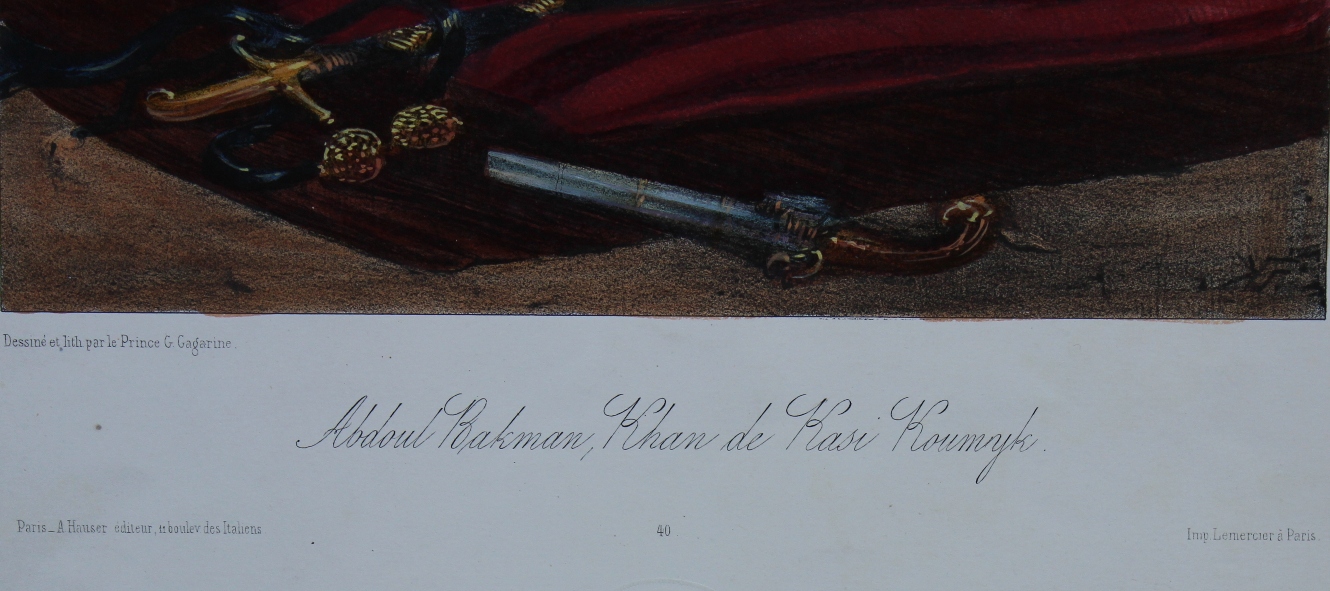 Dessiné et lith par le Prince G. Gagarine.
Abdoul Rakman, Khan de Kasi Koumyk.
Paris _ A. Hauser éditeur, 11 boulev des Italiens
40
Imp. Lemercier à Paris.